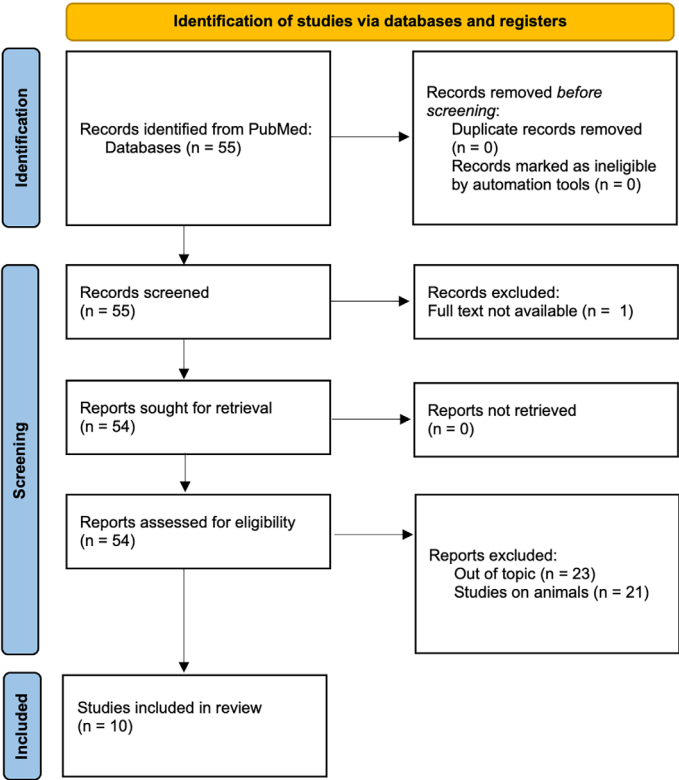 Identification of studies via databases and registers
Identification
Records identified from PubMed:
Databases (n = 55)
Records removed before
screening:
Duplicate records removed
(n = 0)
Records marked as ineligible
by automation tools (n = 0)
Screening
Records screened
(n = 55)
Records excluded:
Full text not available (n =  1)
Reports sought for retrieval
(n = 54)
Reports not retrieved
(n = 0)
Reports assessed for eligibility
(n = 54)
Reports excluded:
Out of topic (n = 23)
Studies on animals (n = 21)
Included
Studies included in review
(n = 10)